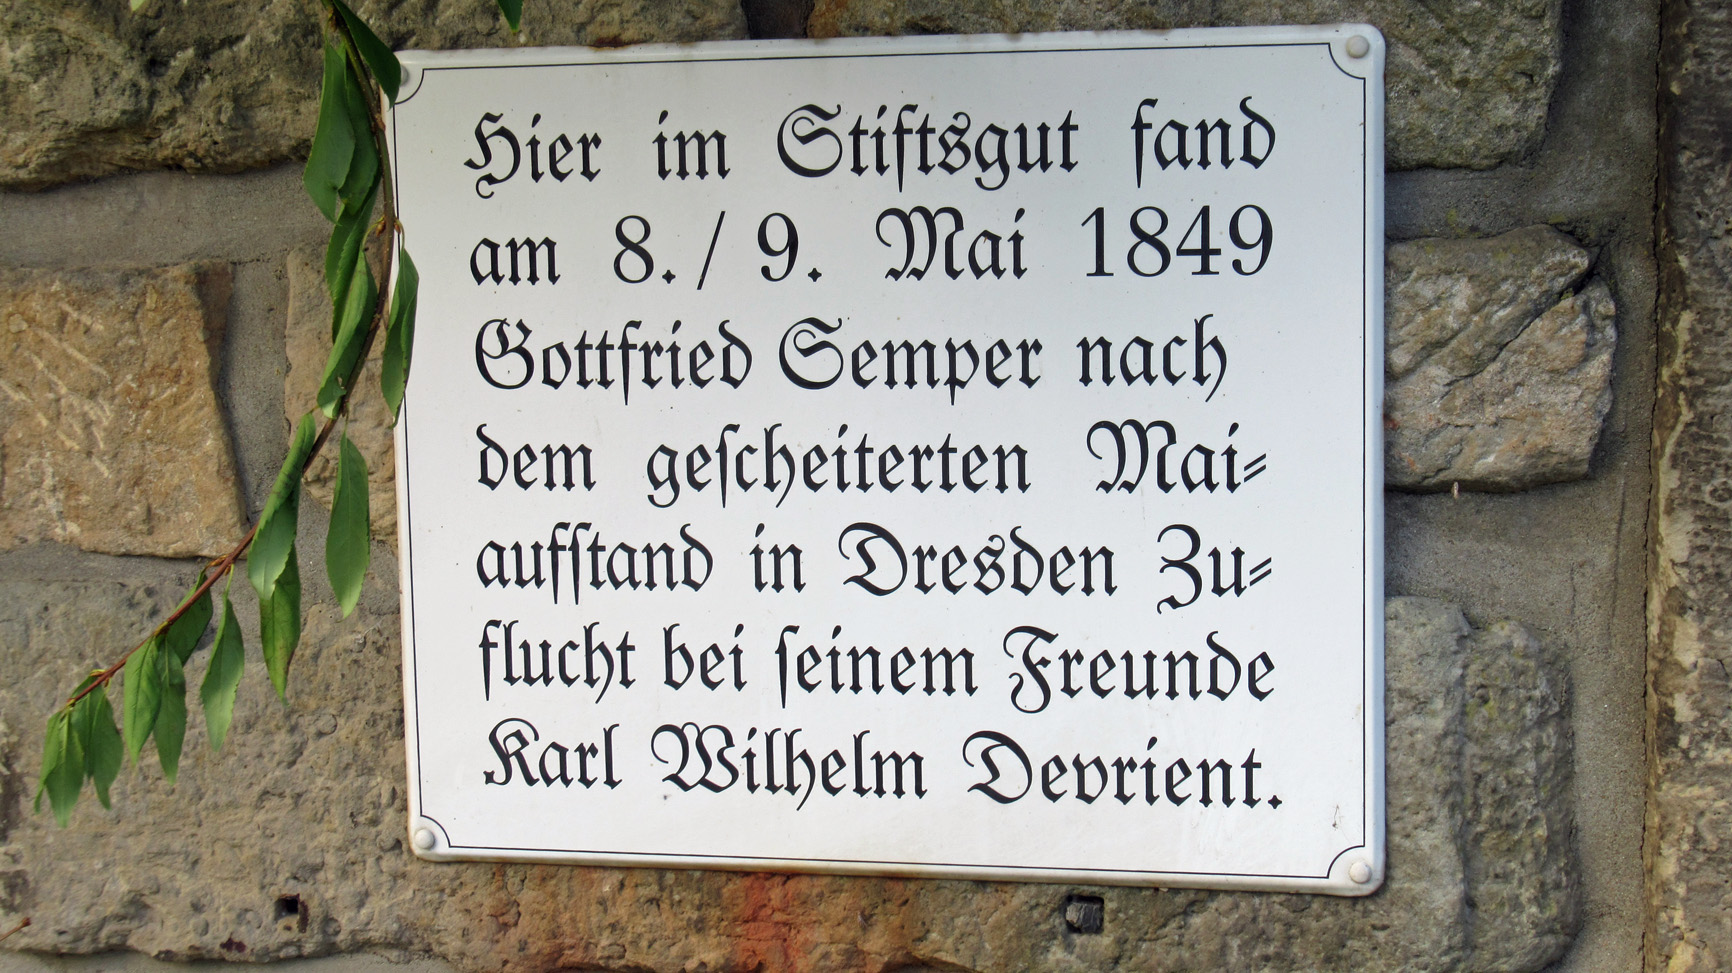 Hier im Stiftsgut fand
am 8./9. Mai 1849
Gottfried Semper nach
dem geſcheiterten Mai⸗
aufſtand in Dresden Zu⸗
flucht bei ſeinem Freunde
Karl Wilhelm Devrient.